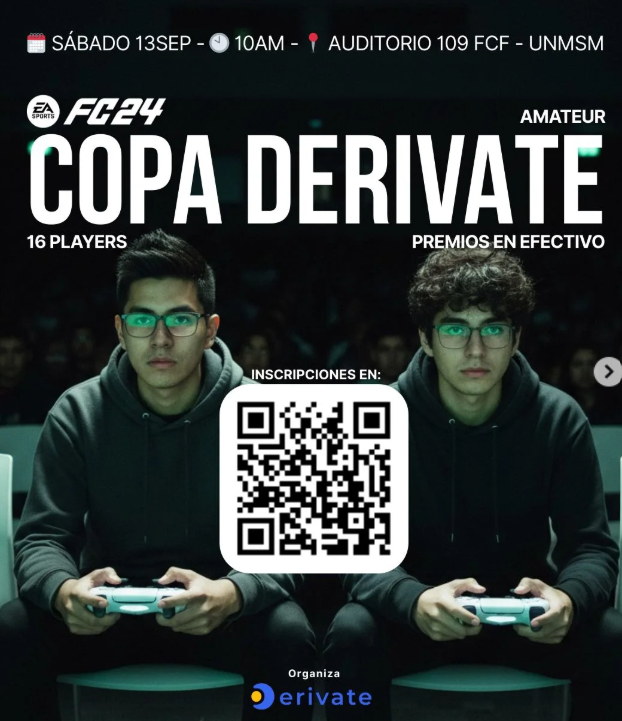 SÁBADO 13SEP - 10AM - AUDITORIO 109 FCF - UNMSM
EA SPORTS FC24
AMATEUR
COPA DERIVATE
16 PLAYERS
PREMIOS EN EFECTIVO
INSCRIPCIONES EN:
Organiza
Derivate